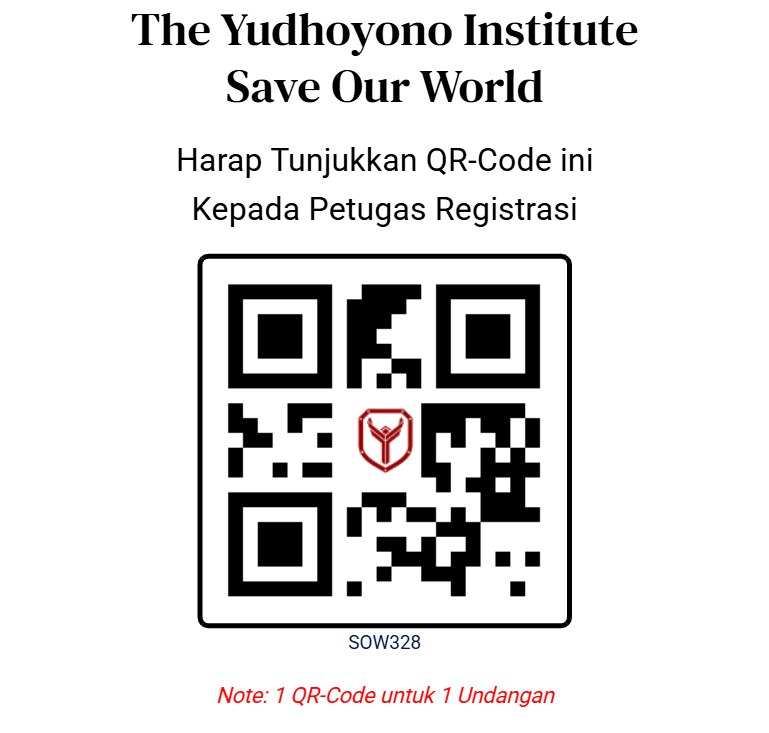 The Yudhoyono Institute
Save Our World
Harap Tunjukkan QR-Code ini
Kepada Petugas Registrasi
SOW328
Note: 1 QR-Code untuk 1 Undangan